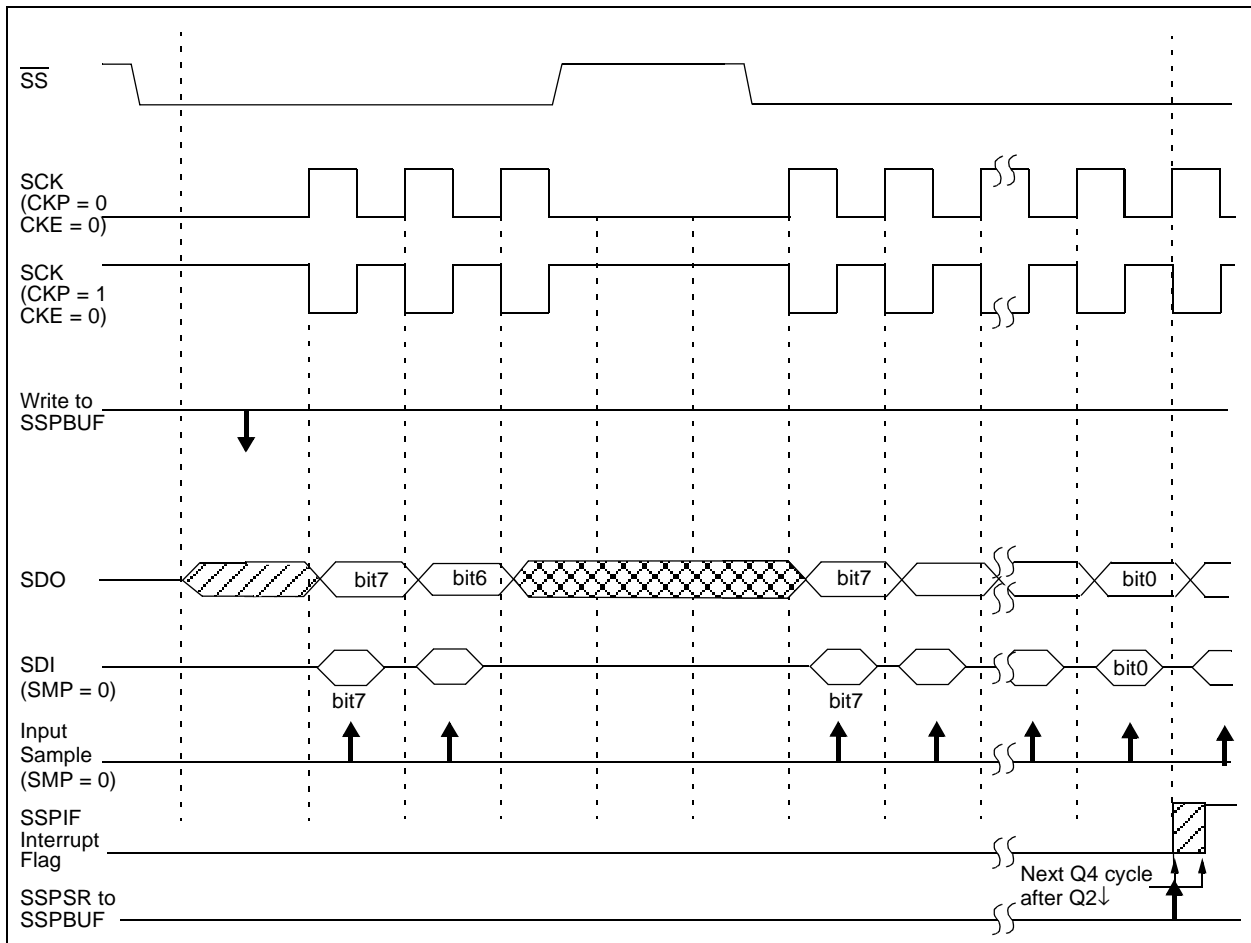 SS
SCK
(CKP = 0
CKE = 0)
SCK
(CKP = 1
CKE = 0)
Write to
SSPBUF
SDO
bit7
bit6
bit7
bit0
SDI
(SMP = 0)
bit7
bit7
bit0
Input
Sample
(SMP = 0)
SSPIF
Interrupt
Flag
Next Q4 cycle
after Q2↓
SSPSR to
SSPBUF